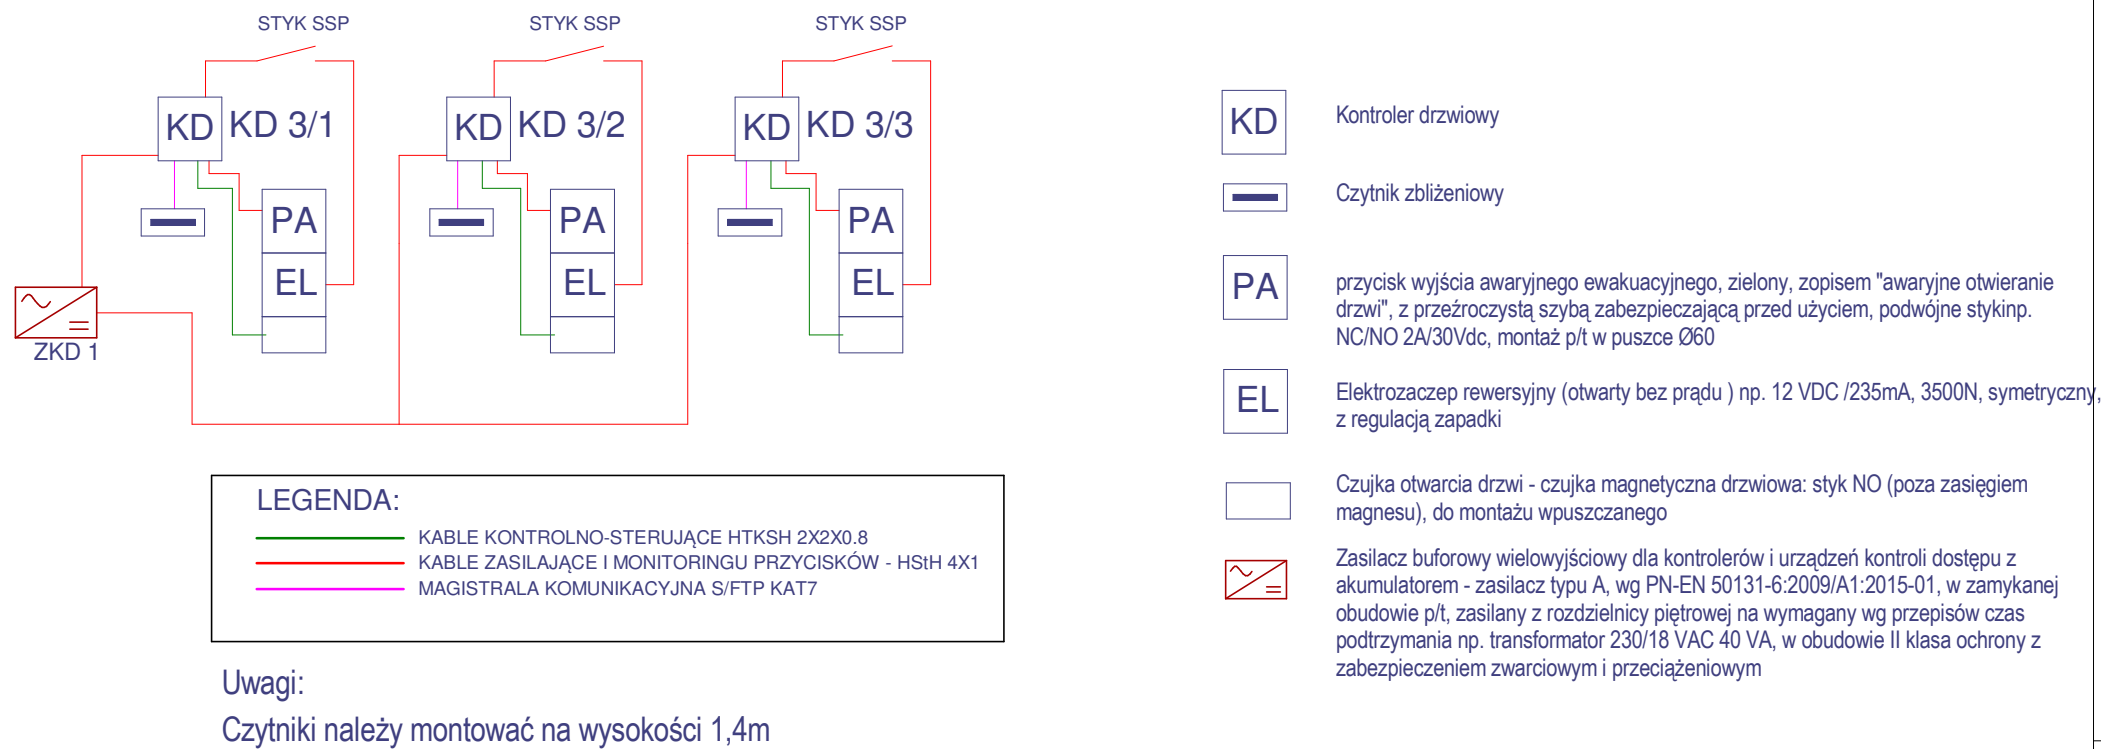 STYK SSP
STYK SSP
STYK SSP
KD
KD 3/1
KD
KD 3/2
KD
KD 3/3
PA
PA
PA
EL
EL
EL
ZKD 1
LEGENDA:
KABLE KONTROLNO-STERUJĄCE HTKSH 2X2X0.8
KABLE ZASILAJĄCE I MONITORINGU PRZYCISKÓW - HStH 4X1
MAGISTRALA KOMUNIKACYJNA S/FTP KAT7
Uwagi:
Czytniki należy montować na wysokości 1,4m
KD
Kontroler drzwiowy
Czytnik zbliżeniowy
PA
przycisk wyjścia awaryjnego ewakuacyjnego, zielony, zopisem "awaryjne otwieranie
drzwi", z przeźroczystą szybą zabezpieczającą przed użyciem, podwójne stykinp.
NC/NO 2A/30Vdc, montaż p/t w puszce Ø60
EL
Elektrozaczep rewersyjny (otwarty bez prądu ) np. 12 VDC /235mA, 3500N, symetryczny,
z regulacją zapadki
Czujka otwarcia drzwi - czujka magnetyczna drzwiowa: styk NO (poza zasięgiem
magnesu), do montażu wpuszczanego
Zasilacz buforowy wielowyjściowy dla kontrolerów i urządzeń kontroli dostępu z
akumulatorem - zasilacz typu A, wg PN-EN 50131-6:2009/A1:2015-01, w zamykanej
obudowie p/t, zasilany z rozdzielnicy piętrowej na wymagany wg przepisów czas
podtrzymania np. transformator 230/18 VAC 40 VA, w obudowie II klasa ochrony z
zabezpieczeniem zwarciowym i przeciążeniowym